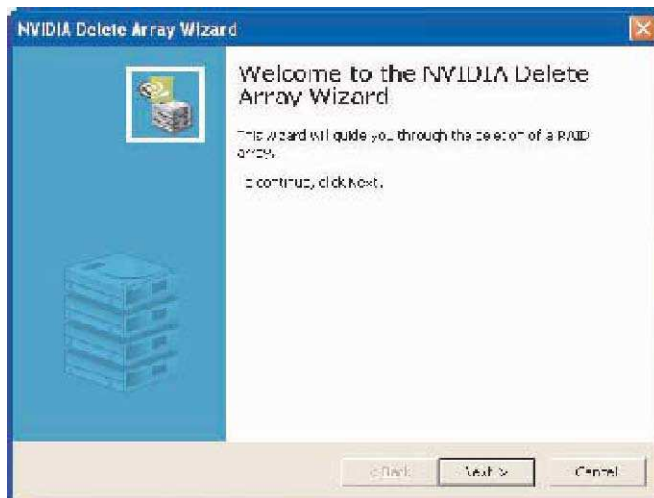 NVIDIA Delete Array Wizard
Welcome to the NVIDIA Delete
Array Wizard
This wizard will guide you through the deletion of a RAID
array.
To continue, click Next.
< Back
Next >
Cancel